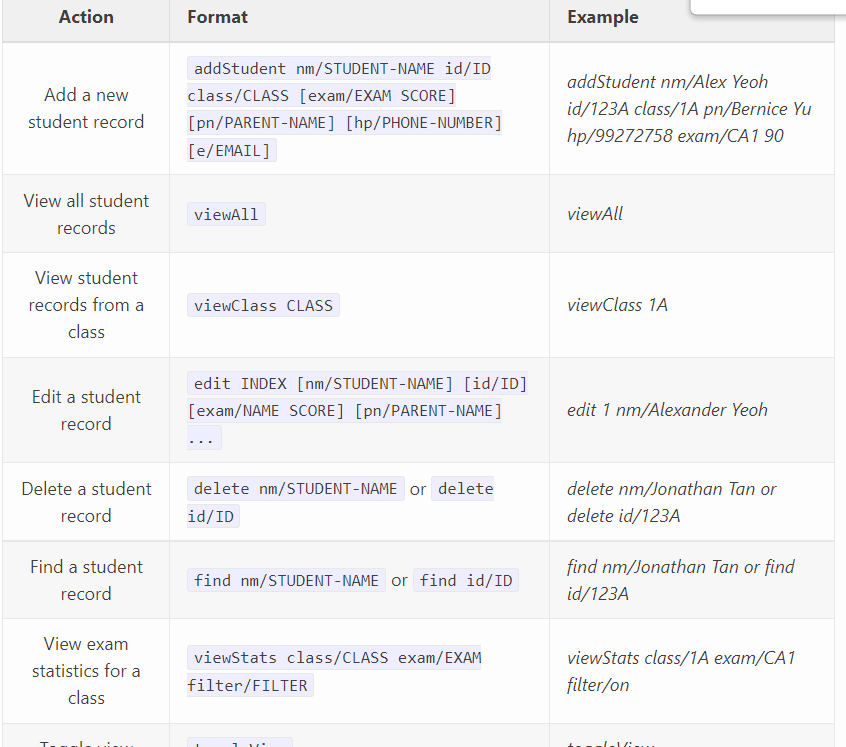 Action Format Example
Add a new
student record
addStudent nm/STUDENT-NAME id/ID
class/CLASS [exam/EXAM SCORE]
[pn/PARENT-NAME] [hp/PHONE-NUMBER]
[e/EMAIL]
addStudent nm/Alex Yeoh
id/123A class/1A pn/Bernice Yu
hp/99272758 exam/CA1 90
View all student
records
viewAll
viewAll
View student
records from a
class
viewClass CLASS
viewClass 1A
Edit a student
record
edit INDEX [nm/STUDENT-NAME] [id/ID]
[exam/NAME SCORE] [pn/PARENT-NAME]
...
edit 1 nm/Alexander Yeoh
Delete a student
record
delete nm/STUDENT-NAME or delete
id/ID
delete nm/Jonathan Tan or
delete id/123A
Find a student
record
find nm/STUDENT-NAME or find id/ID
find nm/Jonathan Tan or find
id/123A
View exam
statistics for a
class
viewStats class/CLASS exam/EXAM
filter/FILTER
viewStats class/1A exam/CA1
filter/on
Toggle view
toggleView
toggleView